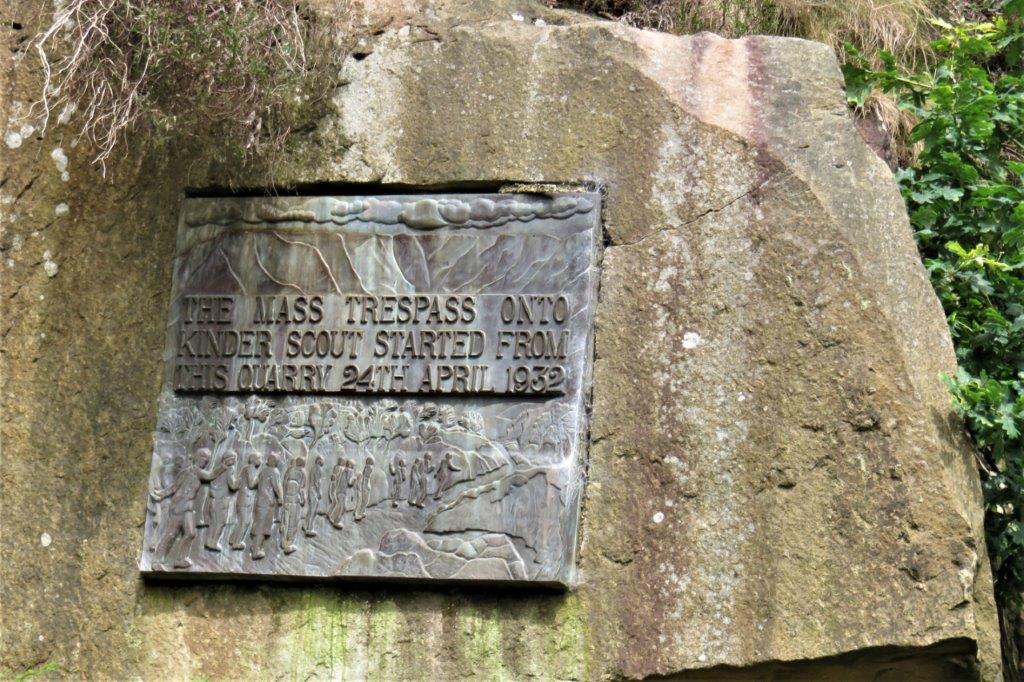 THE MASS TRESPASS ONTO
KINDER SCOUT STARTED FROM
THIS QUARRY 24TH APRIL 1932